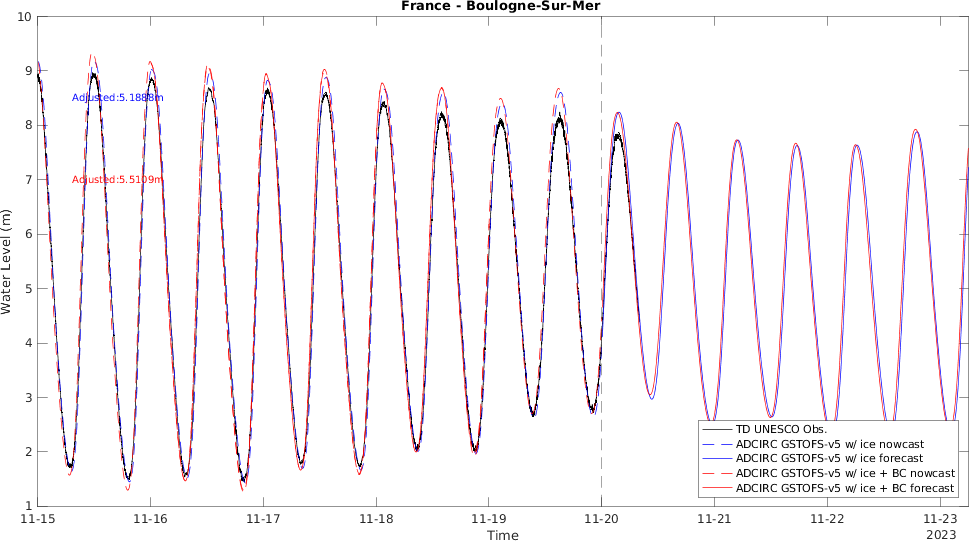 France - Boulogne-Sur-Mer
10
9
8
7
6
5
4
3
2
1
Water Level (m)
Adjusted:5.1888m
Adjusted:5.5109m
TD UNESCO Obs.
ADCIRC GSTOFS-v5 w/ ice nowcast
ADCIRC GSTOFS-v5 w/ ice forecast
ADCIRC GSTOFS-v5 w/ ice + BC nowcast
ADCIRC GSTOFS-v5 w/ ice + BC forecast
11-15 11-16 11-17 11-18 11-19 11-20 11-21 11-22 11-23
Time
2023